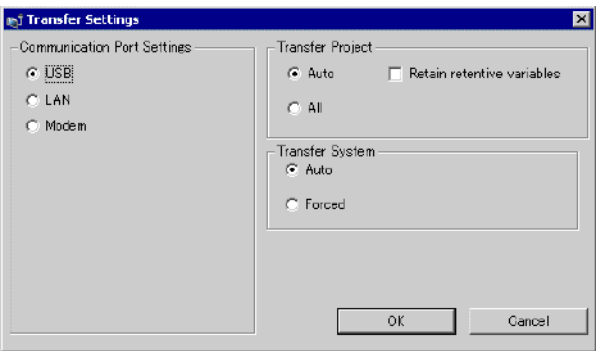 Transfer Settings
Communication Port Settings
USB
LAN
Modem
Transfer Project
Auto
Retain retentive variables
All
Transfer System
Auto
Forced
OK
Cancel